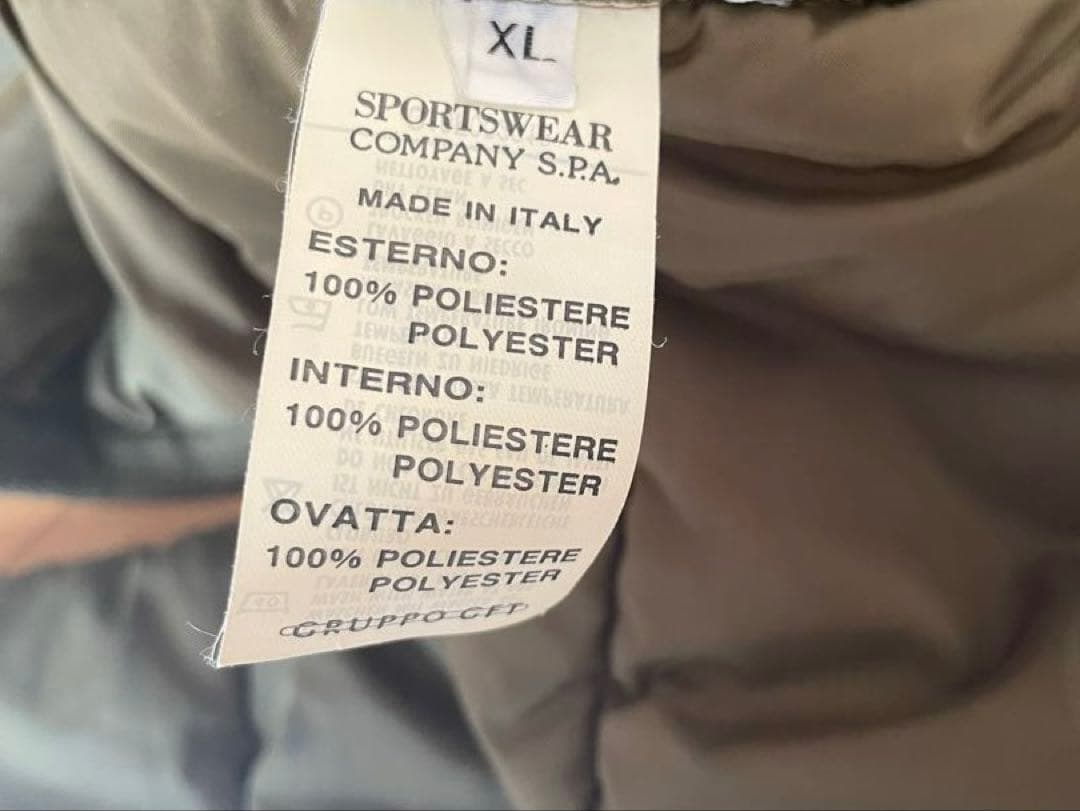 XL
SPORTSWEAR
COMPANY S.P.A.
MADE IN ITALY
ESTERNO:
100% POLIESTERE
POLYESTER
INTERNO:
100% POLIESTERE
POLYESTER
OVATTA:
100% POLIESTERE
POLYESTER
GRUPPO GFT